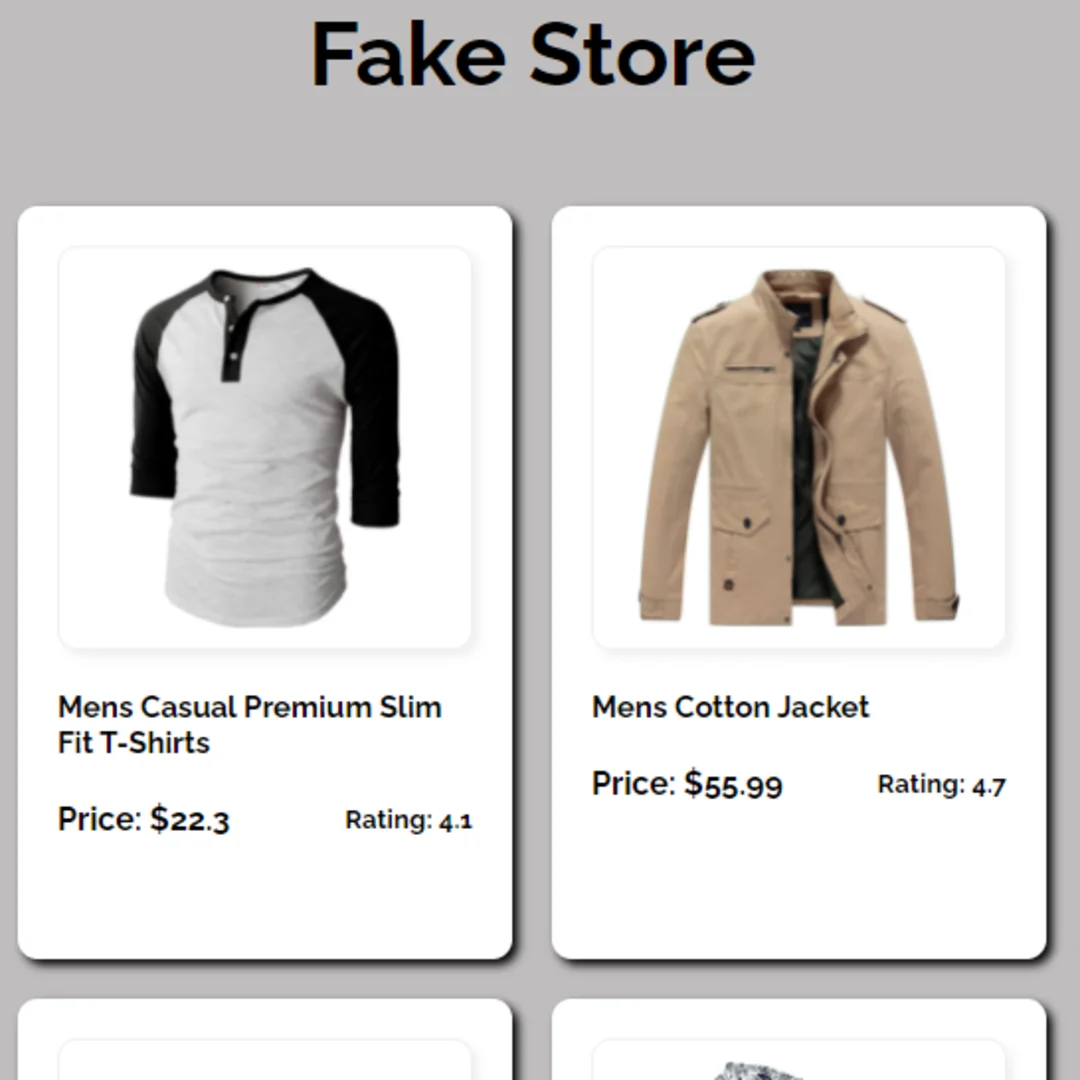 Fake Store
Mens Casual Premium Slim
Fit T-Shirts
Price: $22.3
Rating: 4.1
Mens Cotton Jacket
Price: $55.99
Rating: 4.7